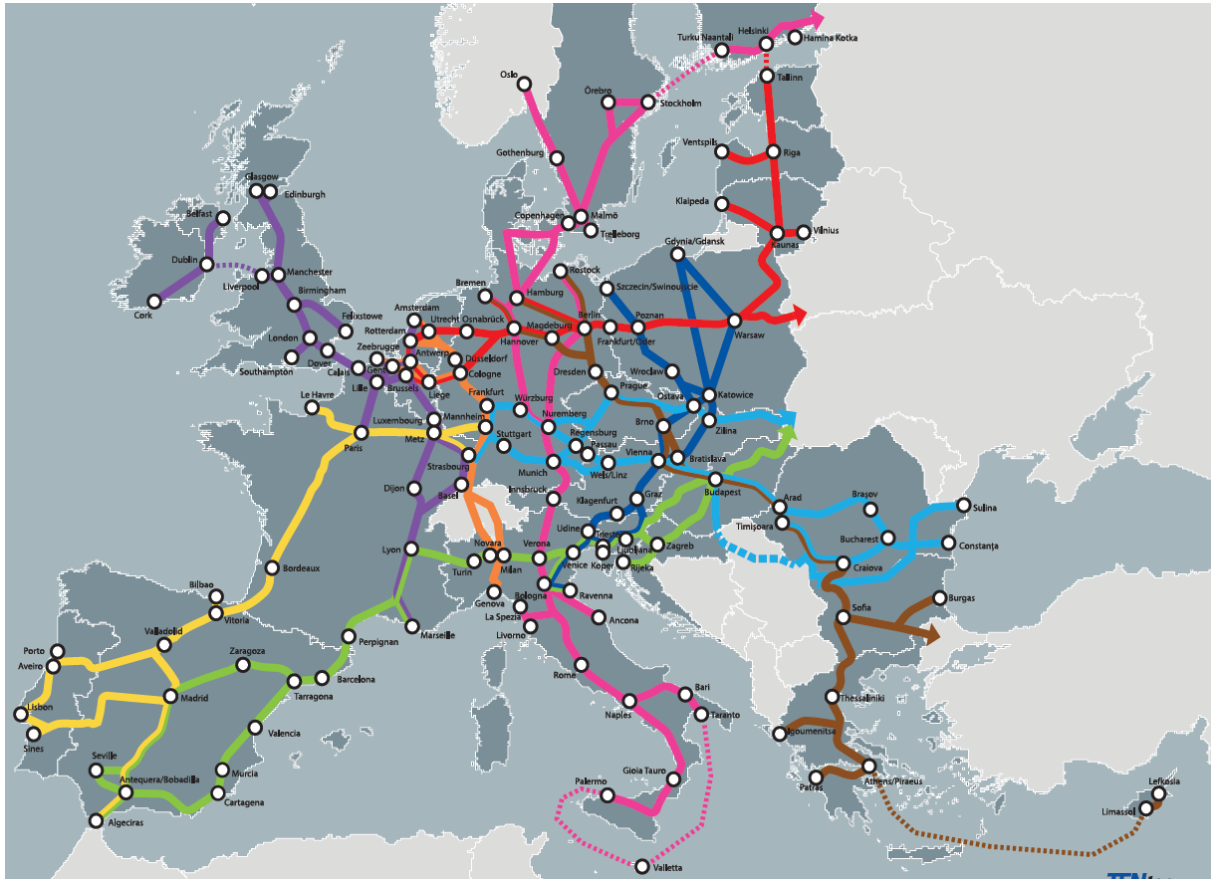 Turku Naantali
Helsinki
Hamina Kotka
Oslo
Örebro
Stockholm
Tallinn
Gothenburg
Ventspils
Riga
Glasgow
Edinburgh
Klaipeda
Belfast
Copenhagen
Malmö
Trelleborg
Kaunas
Vilnius
Gdynia/Gdansk
Dublin
Liverpool
Manchester
Rostock
Szczecin/Swinoujscie
Cork
Birmingham
Felixstowe
Bremen
Hamburg
Amsterdam
Utrecht
Osnabrück
Magdeburg
Berlin
Poznan
Rotterdam
Hannover
Frankfurt/Oder
Warsaw
London
Southampton
Dover
Calais
Zeebrugge
Gent
Antwerp
Düsseldorf
Cologne
Dresden
Wroclaw
Lille
Brussels
Liege
Frankfurt
Würzburg
Prague
Ostava
Katowice
Le Havre
Luxembourg
Mannheim
Nuremberg
Brno
Zilina
Paris
Metz
Stuttgart
Regensburg
Passau
Strasbourg
Munich
Wels/Linz
Vienna
Bratislava
Dijon
Basel
Innsbruck
Klagenfurt
Graz
Budapest
Arad
Braşov
Sulina
Timişoara
Udine
Trieste
Ljubljana
Zagreb
Bucharest
Constanţa
Lyon
Novara
Turin
Milan
Verona
Venice
Koper
Rijeka
Craiova
Bordeaux
Genova
Bologna
Ravenna
Bilbao
Vitoria
La Spezia
Ancona
Sofia
Burgas
Livorno
Marseille
Perpignan
Valladolid
Porto
Aveiro
Zaragoza
Barcelona
Tarragona
Rome
Madrid
Lisbon
Sines
Naples
Bari
Taranto
Thessaliniki
Igoumenitsa
Valencia
Seville
Murcia
Antequera/Bobadilla
Cartagena
Algeciras
Gioia Tauro
Palermo
Patras
Athens/Piraeus
Lefkosia
Limassol
Valletta